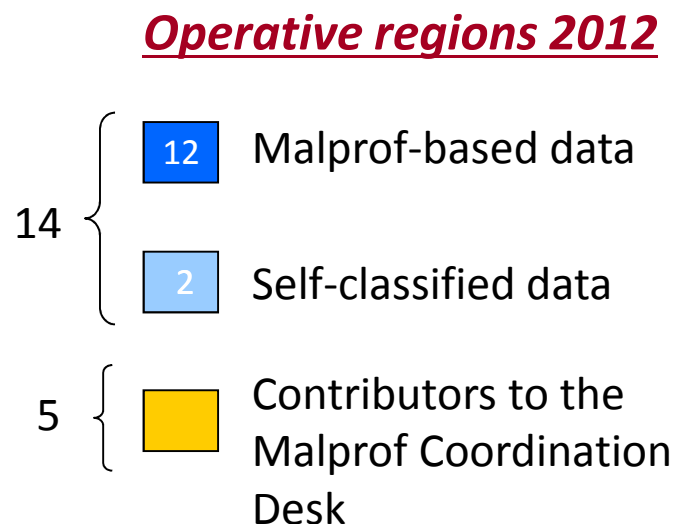 Operative regions 2012
12 Malprof-based data
14
2 Self-classified data
5 Contributors to the
Malprof Coordination
Desk